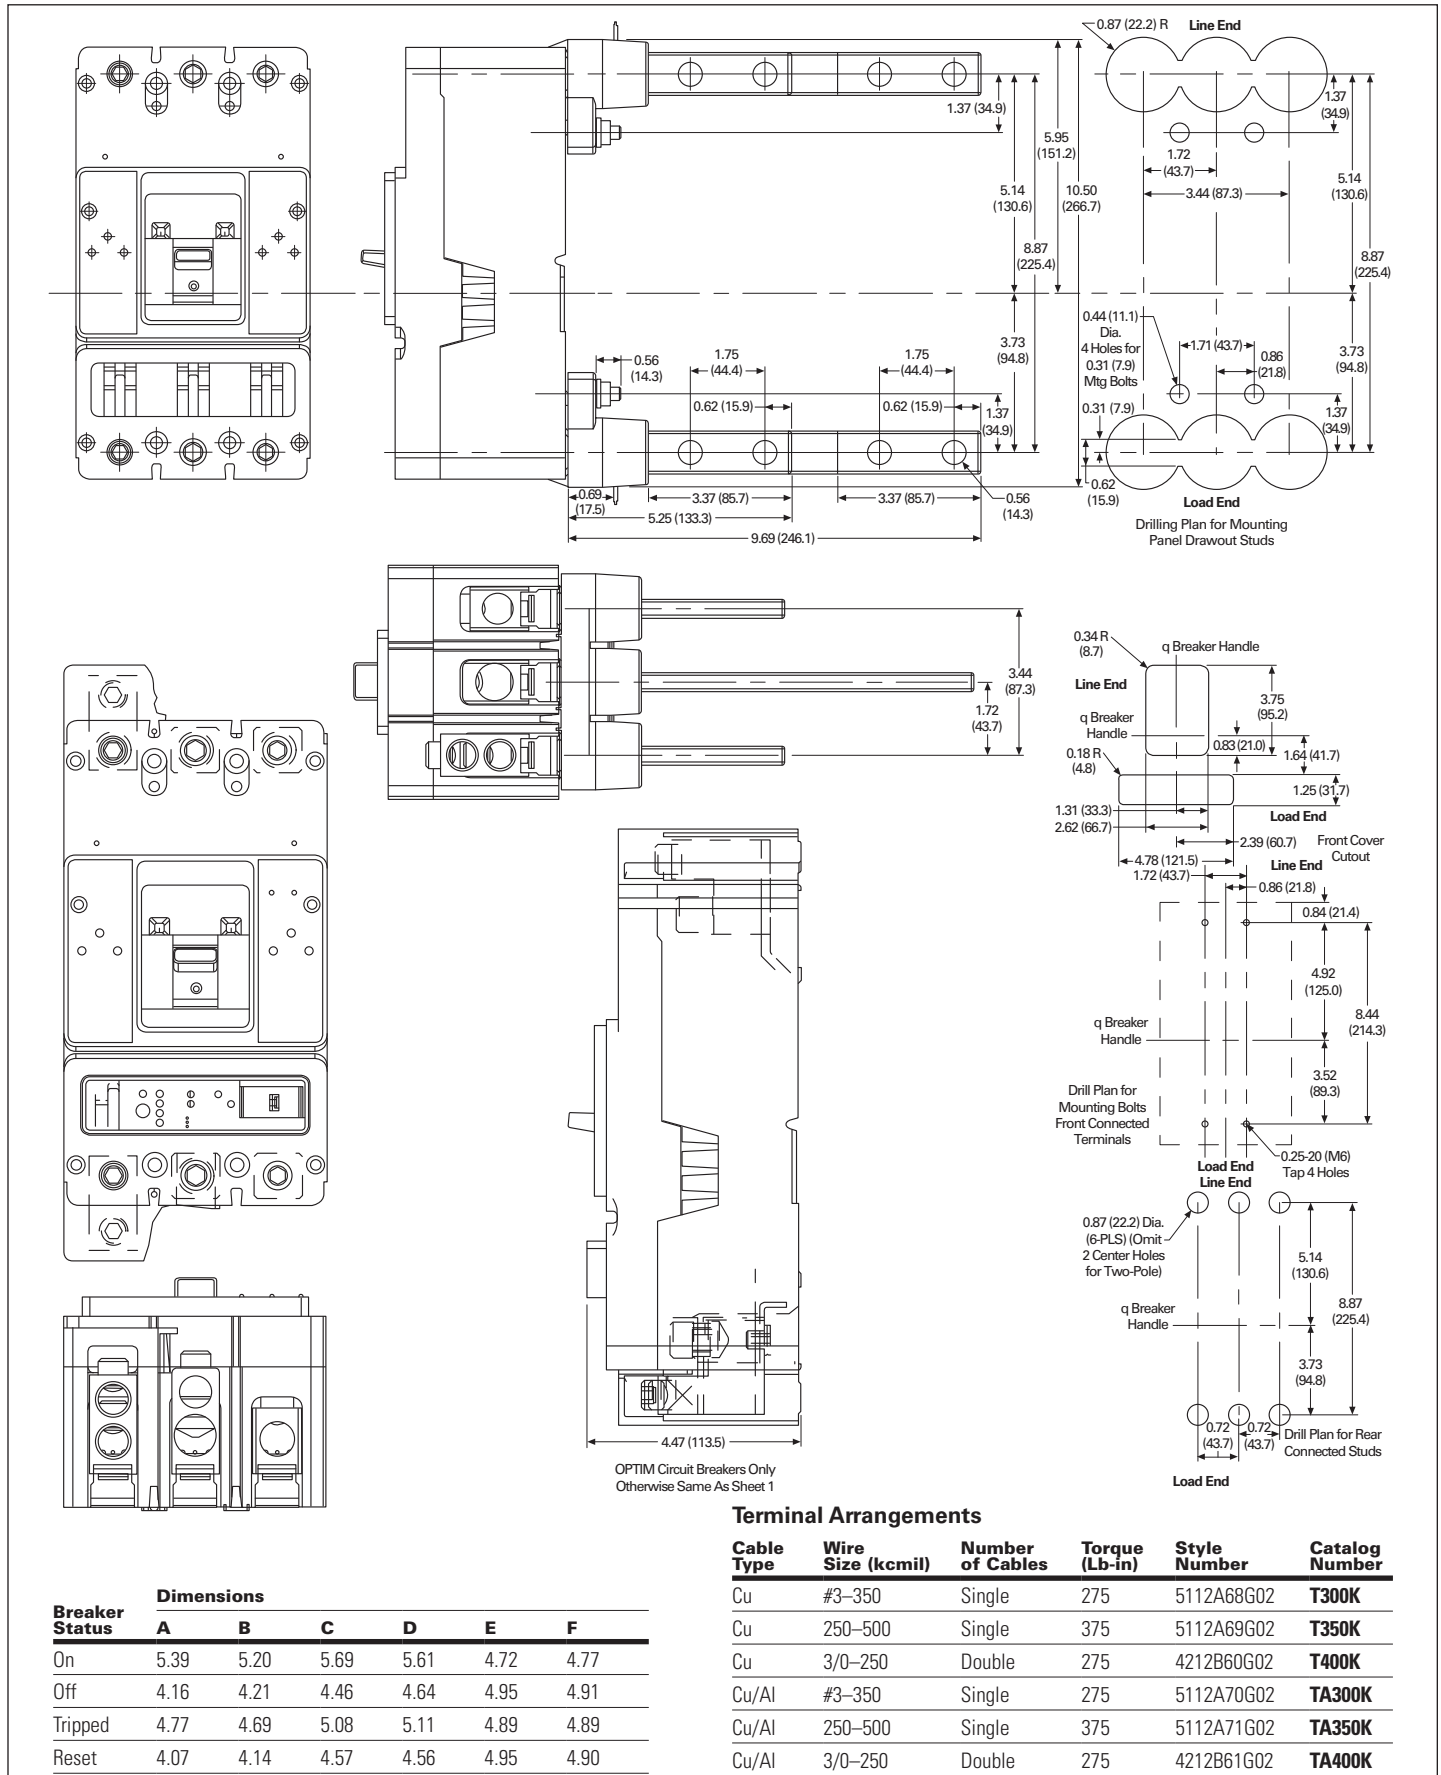 0.87 (22.2) R
Line End
1.37 (34.9)
5.95
(151.2)
5.14
(130.6)
10.50
(266.7)
8.87
(225.4)
3.73
(94.8)
0.56
(14.3)
1.75
(44.4)
1.75
(44.4)
0.62 (15.9)
0.62 (15.9)
1.37
(34.9)
0.69
(17.5)
3.37 (85.7)
3.37 (85.7)
0.56
(14.3)
5.25 (133.3)
9.69 (246.1)
1.37
(34.9)
1.72
(43.7)
3.44 (87.3)
5.14
(130.6)
8.87
(225.4)
0.44 (11.1)
Dia.
4 Holes for
0.31 (7.9)
Mtg Bolts
1.71 (43.7)
0.86
(21.8)
3.73
(94.8)
0.31 (7.9)
1.37
(34.9)
0.62
(15.9)
Load End
Drilling Plan for Mounting
Panel Drawout Studs
3.44
(87.3)
1.72
(43.7)
0.34 R
(8.7)
q Breaker Handle
Line End
3.75
(95.2)
q Breaker
Handle
0.83 (21.0)
0.18 R
(4.8)
1.64 (41.7)
1.25 (31.7)
1.31 (33.3)
Load End
2.62 (66.7)
2.39 (60.7)
Front Cover
Cutout
4.78 (121.5)
Line End
1.72 (43.7)
0.86 (21.8)
0.84 (21.4)
4.92
(125.0)
8.44
(214.3)
q Breaker
Handle
3.52
(89.3)
Drill Plan for
Mounting Bolts
Front Connected
Terminals
0.25-20 (M6)
Tap 4 Holes
Load End
Line End
0.87 (22.2) Dia.
(6-PLS) (Omit
2 Center Holes
for Two-Pole)
5.14
(130.6)
8.87
(225.4)
q Breaker
Handle
3.73
(94.8)
0.72
(43.7)
0.72
(43.7)
Drill Plan for Rear
Connected Studs
Load End
4.47 (113.5)
OPTIM Circuit Breakers Only
Otherwise Same As Sheet 1
Breaker Status Dimensions
A B C D E F
On 5.39 5.20 5.69 5.61 4.72 4.77
Off 4.16 4.21 4.46 4.64 4.95 4.91
Tripped 4.77 4.69 5.08 5.11 4.89 4.89
Reset 4.07 4.14 4.57 4.56 4.95 4.90
Terminal Arrangements
Cable Type Wire Size (kcmil) Number of Cables Torque (Lb-in) Style Number Catalog Number
Cu #3–350 Single 275 5112A68G02 T300K
Cu 250–500 Single 375 5112A69G02 T350K
Cu 3/0–250 Double 275 4212B60G02 T400K
Cu/Al #3–350 Single 275 5112A70G02 TA300K
Cu/Al 250–500 Single 375 5112A71G02 TA350K
Cu/Al 3/0–250 Double 275 4212B61G02 TA400K